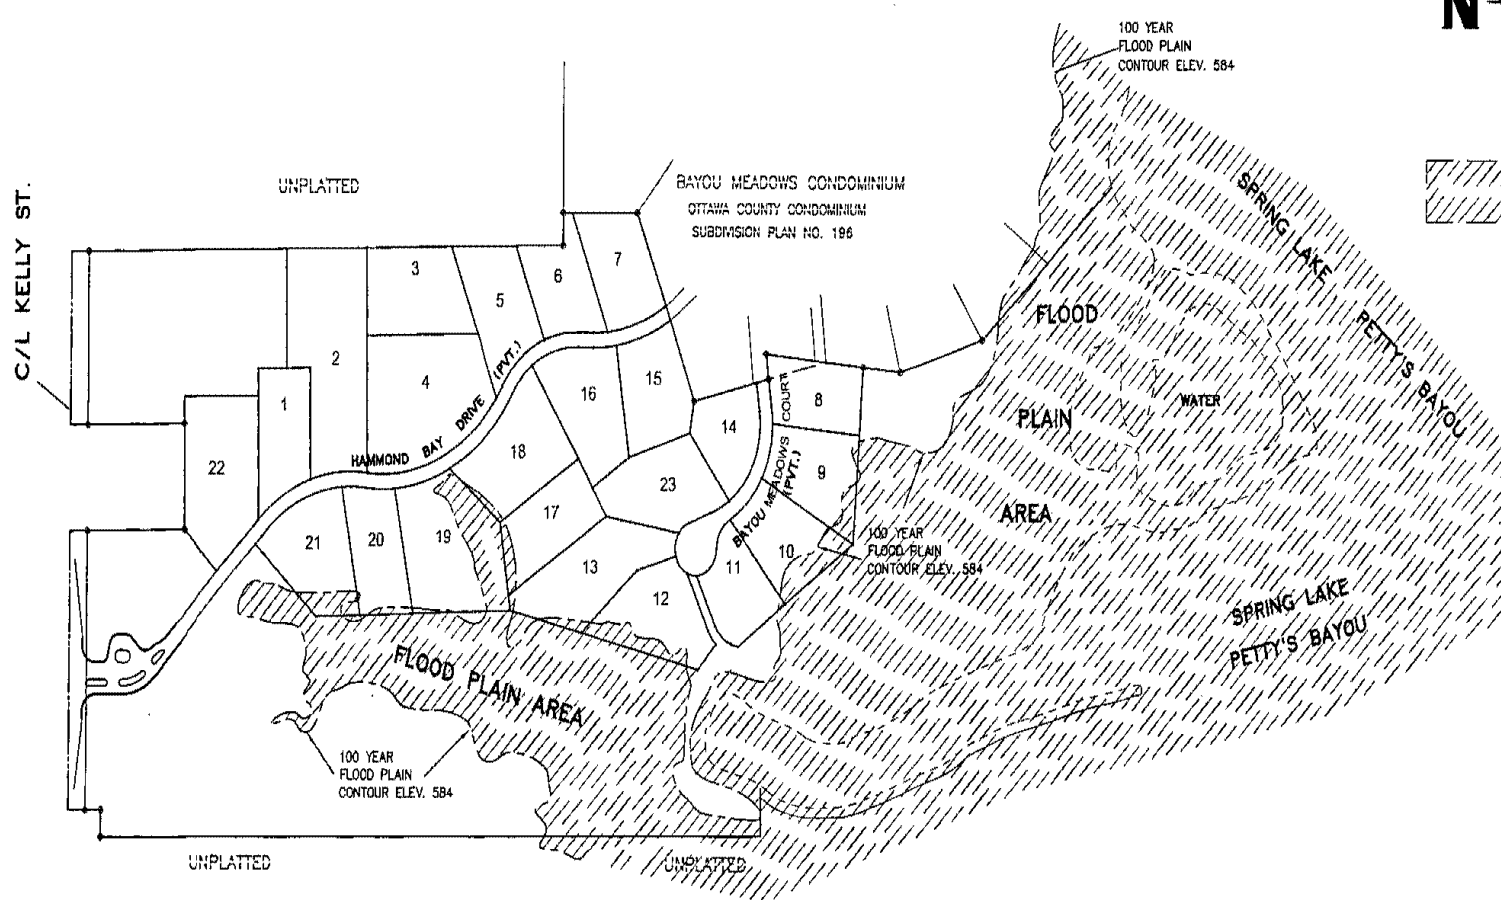 N
100 YEAR
FLOOD PLAIN
CONTOUR ELEV. 584
UNPLATTED
BAYOU MEADOWS CONDOMINIUM
OTTAWA COUNTY CONDOMINIUM
SUBDIVISION PLAN NO. 196
C/L KELLY ST.
SPRING LAKE
PETTY'S BAYOU
3
7
6
5
2
4
1
22
16
15
14
8
9
18
17
23
13
12
11
10
19
20
21
HAMMOND BAY DRIVE (PVT.)
BAYOU MEADOWS COURT
(PVT.)
FLOOD
PLAIN
AREA
WATER
100 YEAR
FLOOD PLAIN
CONTOUR ELEV. 584
SPRING LAKE
PETTY'S BAYOU
FLOOD PLAIN AREA
100 YEAR
FLOOD PLAIN
CONTOUR ELEV. 584
UNPLATTED
UNPLATTED